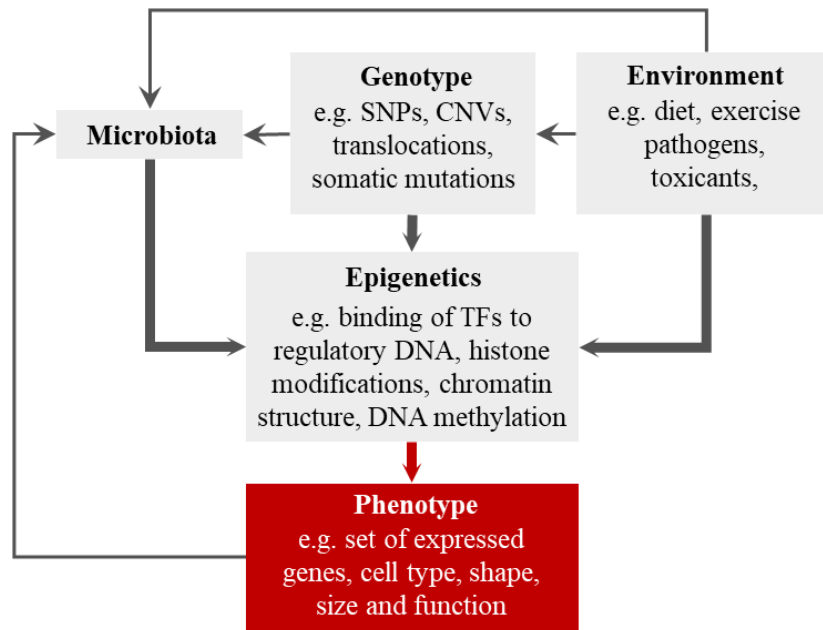 Genotype
e.g. SNPs, CNVs,
translocations,
somatic mutations
Environment
e.g. diet, exercise
pathogens,
toxicants,
Microbiota
Epigenetics
e.g. binding of TFs to
regulatory DNA, histone
modifications, chromatin
structure, DNA methylation
Phenotype
e.g. set of expressed
genes, cell type, shape,
size and function